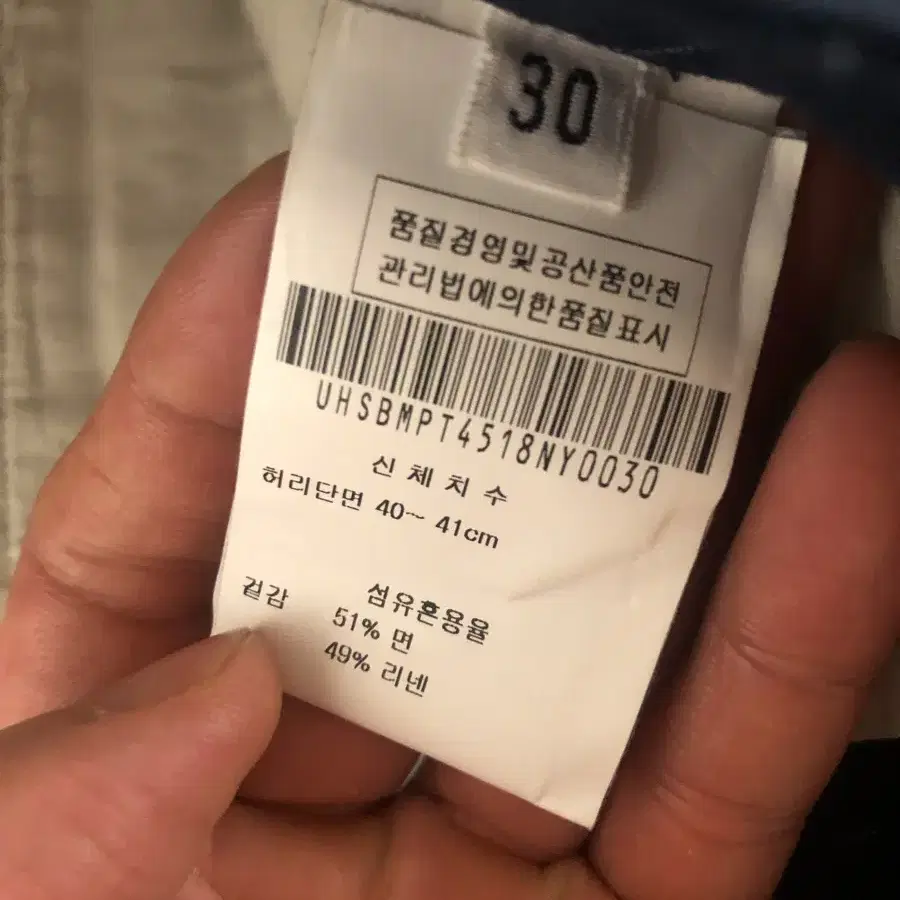 30
품질경영및공산품안전
관리법에의한품질표시
UHSBMPT4518NY0030
신체치수
허리단면 40~ 41cm
섬유혼용율
겉감 51% 면
49% 리넨